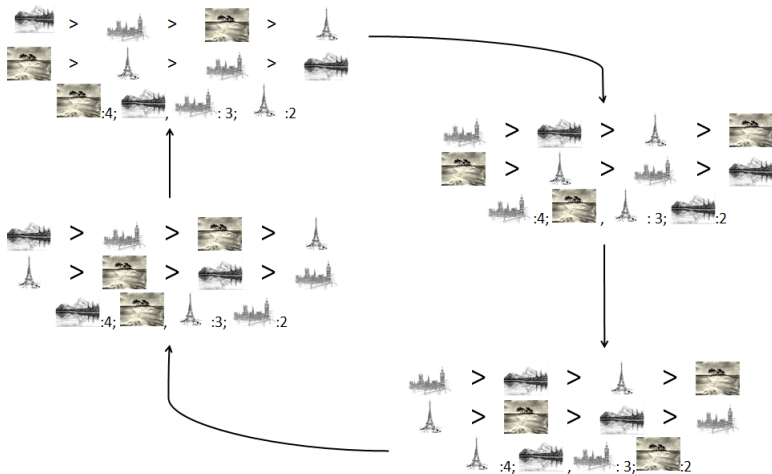 > > >
> > >
:4; , : 3; :2
> > >
> > >
:4; , : 3; :2
> > >
> > >
:4; , :3; :2
> > >
> > >
:4; , : 3; :2